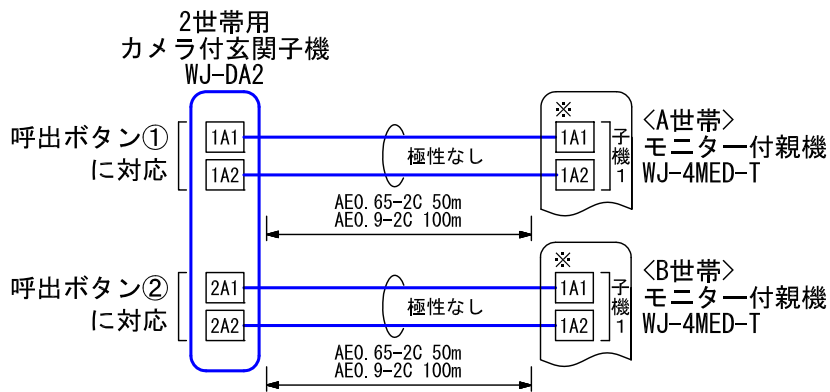 2世帯用
カメラ付玄関子機
WJ-DA2
呼出ボタン①
に対応
1A1
1A2
極性なし
AE0.65-2C 50m
AE0.9-2C 100m
※
1A1
1A2
子機1
<A世帯>
モニター付親機
WJ-4MED-T
呼出ボタン②
に対応
2A1
2A2
極性なし
AE0.65-2C 50m
AE0.9-2C 100m
※
1A1
1A2
子機1
<B世帯>
モニター付親機
WJ-4MED-T